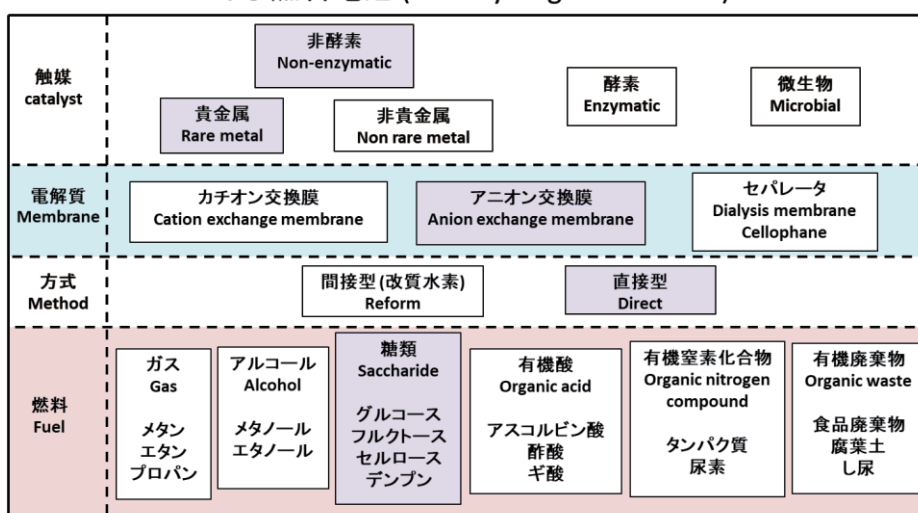 触媒
catalyst
非酵素
Non-enzymatic
貴金属
Rare metal
非貴金属
Non rare metal
酵素
Enzymatic
微生物
Microbial
電解質
Membrane
カチオン交換膜
Cation exchange membrane
アニオン交換膜
Anion exchange membrane
セパレータ
Dialysis membrane
Cellophane
方式
Method
間接型(改質水素)
Reform
直接型
Direct
燃料
Fuel
ガス
Gas
メタン
エタン
プロパン
アルコール
Alcohol
メタノール
エタノール
糖類
Saccharide
グルコース
フルクトース
セルロース
デンプン
有機酸
Organic acid
アスコルビン酸
酢酸
ギ酸
有機窒素化合物
Organic nitrogen
compound
タンパク質
尿素
有機廃棄物
Organic waste
食品廃棄物
腐葉土
し尿